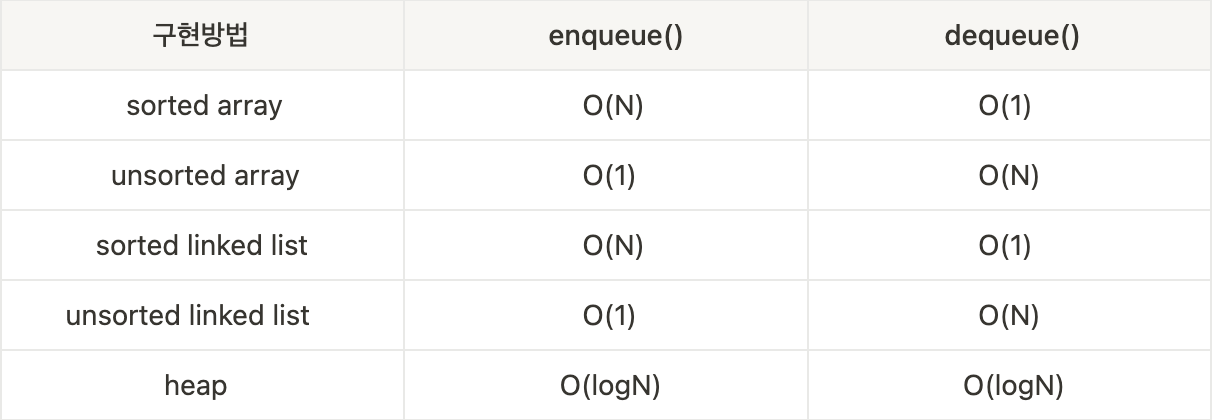 구현방법 enqueue() dequeue()
sorted array O(N) O(1)
unsorted array O(1) O(N)
sorted linked list O(N) O(1)
unsorted linked list O(1) O(N)
heap O(logN) O(logN)